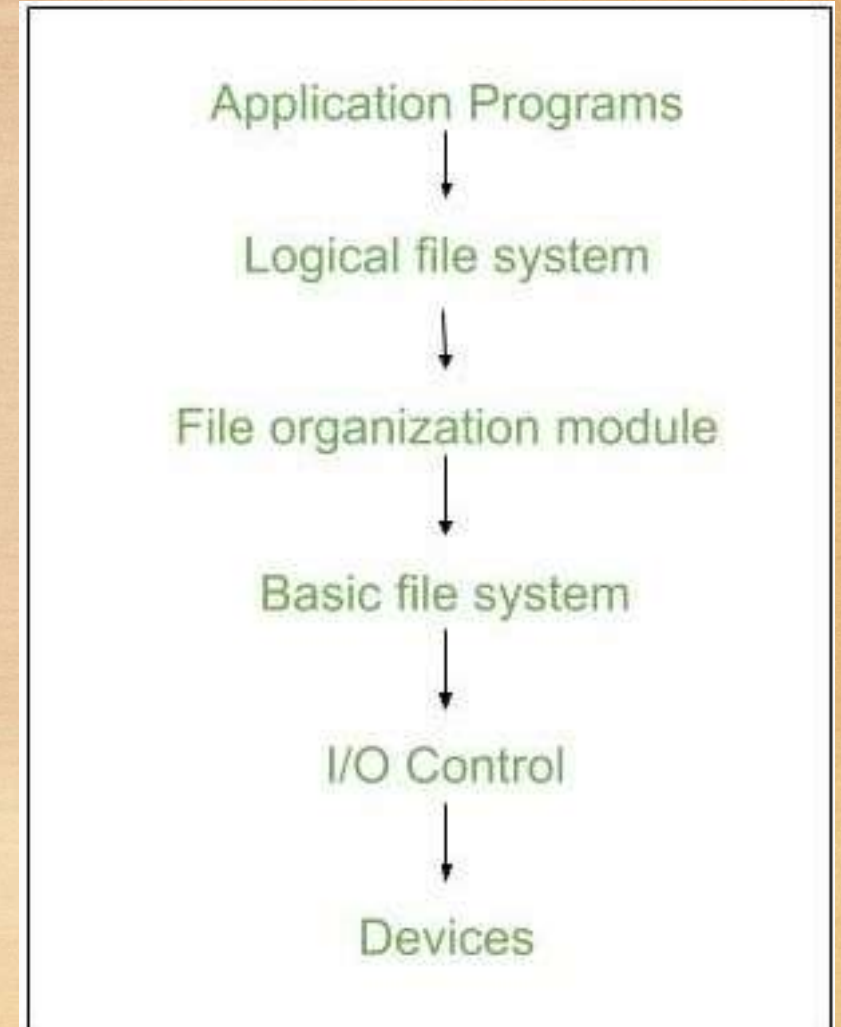 Application Programs
Logical file system
File organization module
Basic file system
I/O Control
Devices